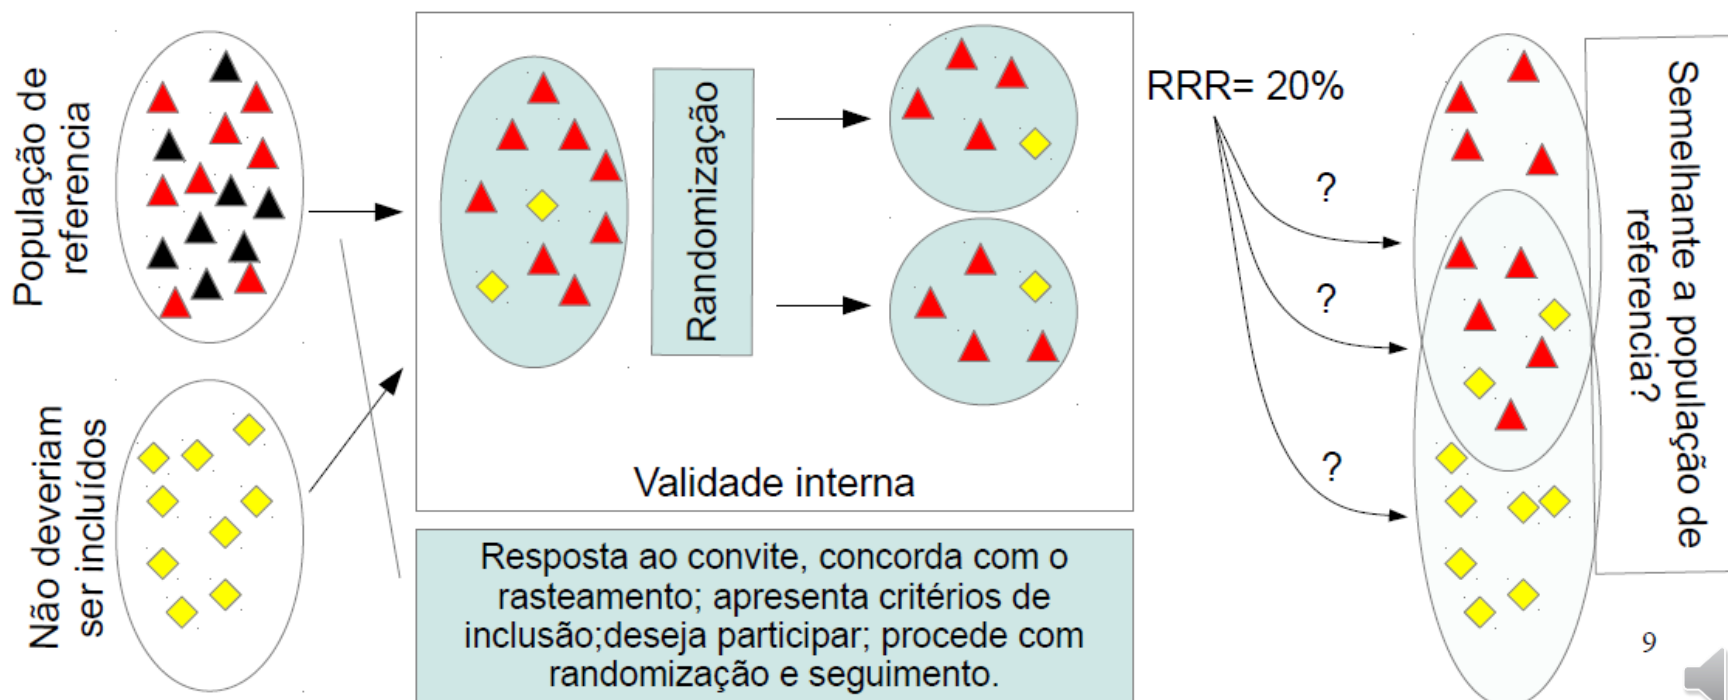 População de
referencia
Não deveriam
ser incluídos
Randomização
Validade interna
Resposta ao convite, concorda com o
rasteamento; apresenta critérios de
inclusão;deseja participar; procede com
randomização e seguimento.
RRR= 20%
?
?
?
Semelhante a população de
referencia?
9